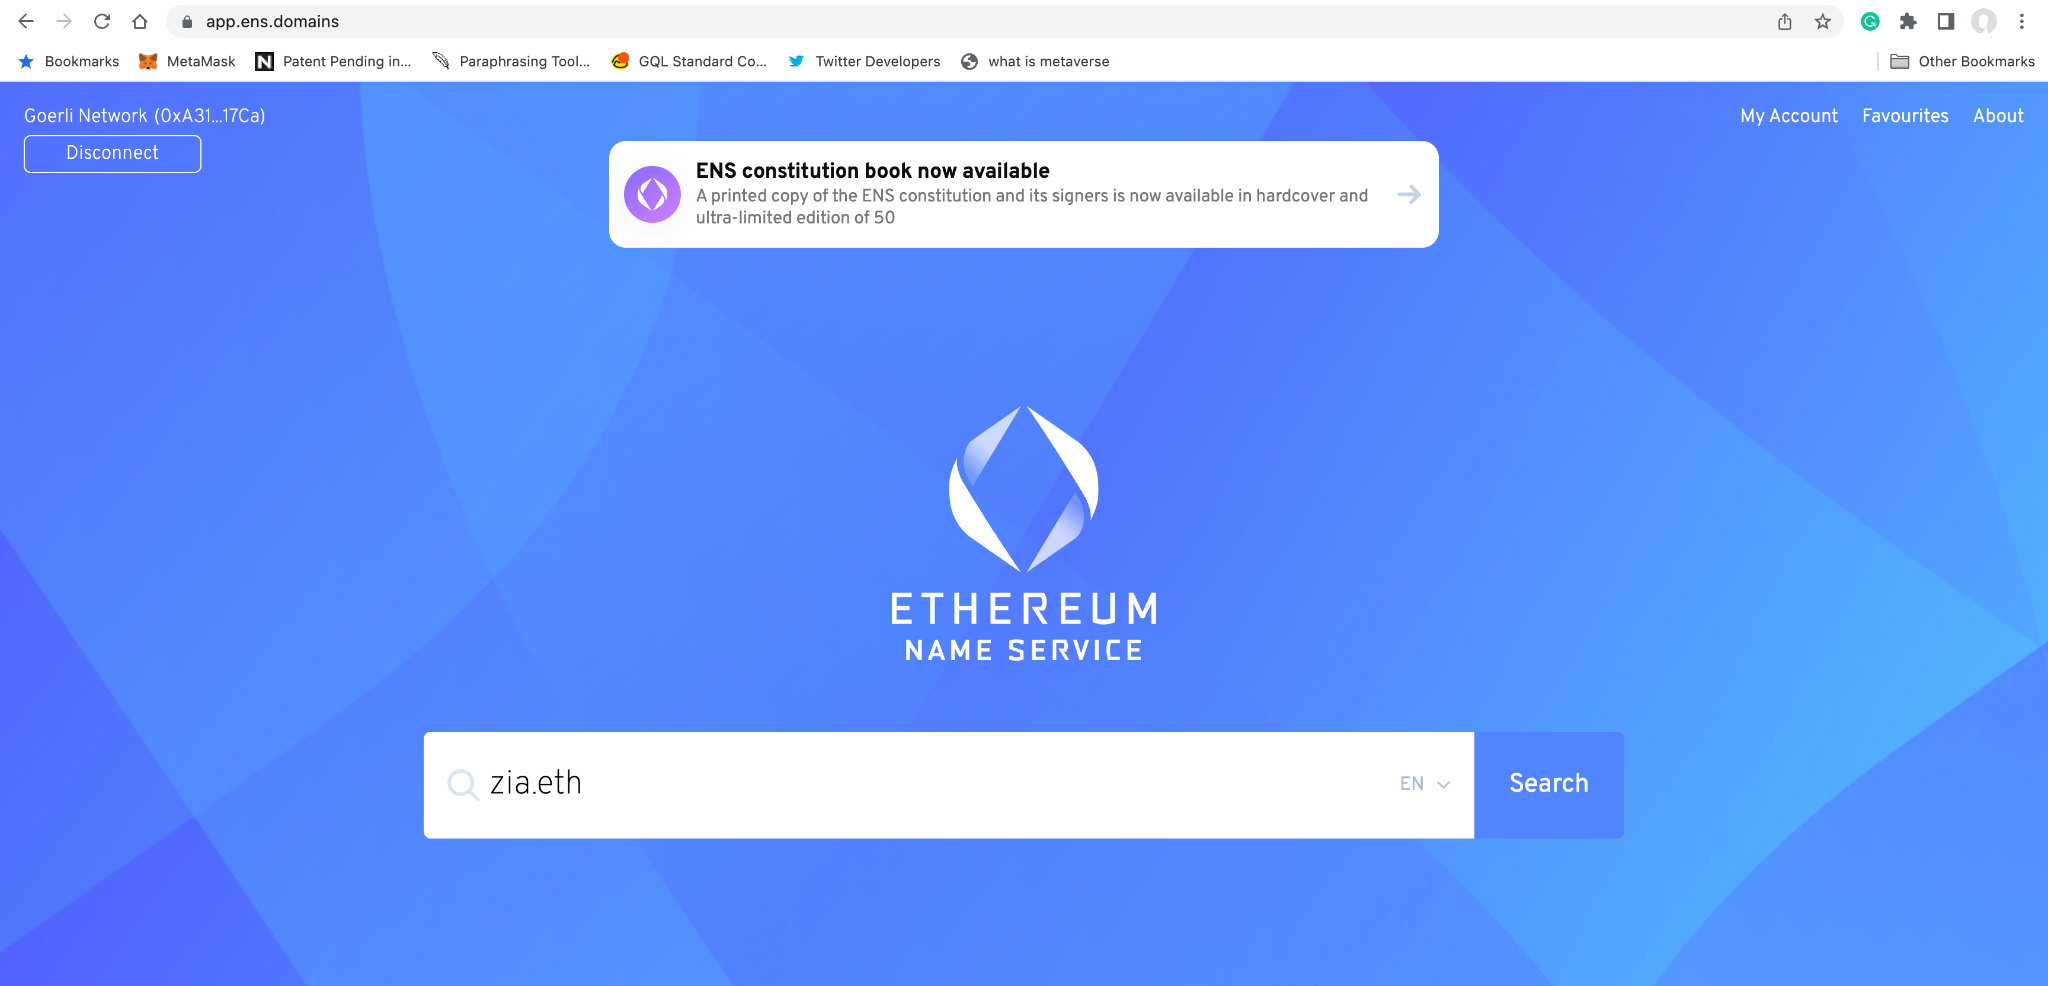 app.ens.domains
Bookmarks MetaMask Patent Pending in... Paraphrasing Tool... GQL Standard Co... Twitter Developers what is metaverse Other Bookmarks
Goerli Network (0xA31...17Ca)
Disconnect
My Account Favourites About
ENS constitution book now available
A printed copy of the ENS constitution and its signers is now available in hardcover and
ultra-limited edition of 50
ETHEREUM
NAME SERVICE
zia.eth EN Search